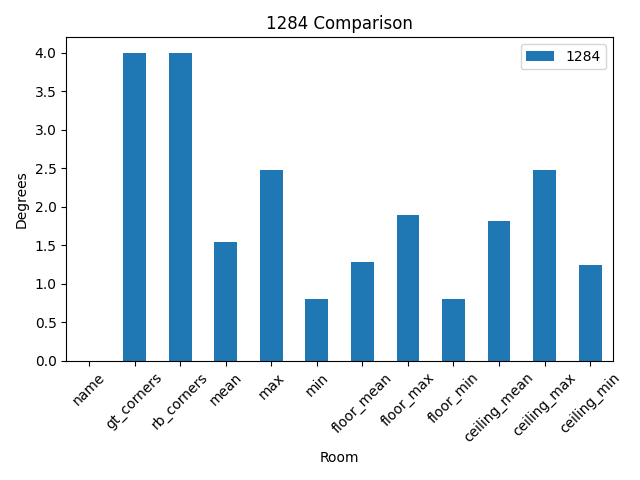 1284 Comparison
1284
Degrees
4.0
3.5
3.0
2.5
2.0
1.5
1.0
0.5
0.0
name
gt_corners
rb_corners
mean
max
min
floor_mean
floor_max
floor_min
ceiling_mean
ceiling_max
ceiling_min
Room